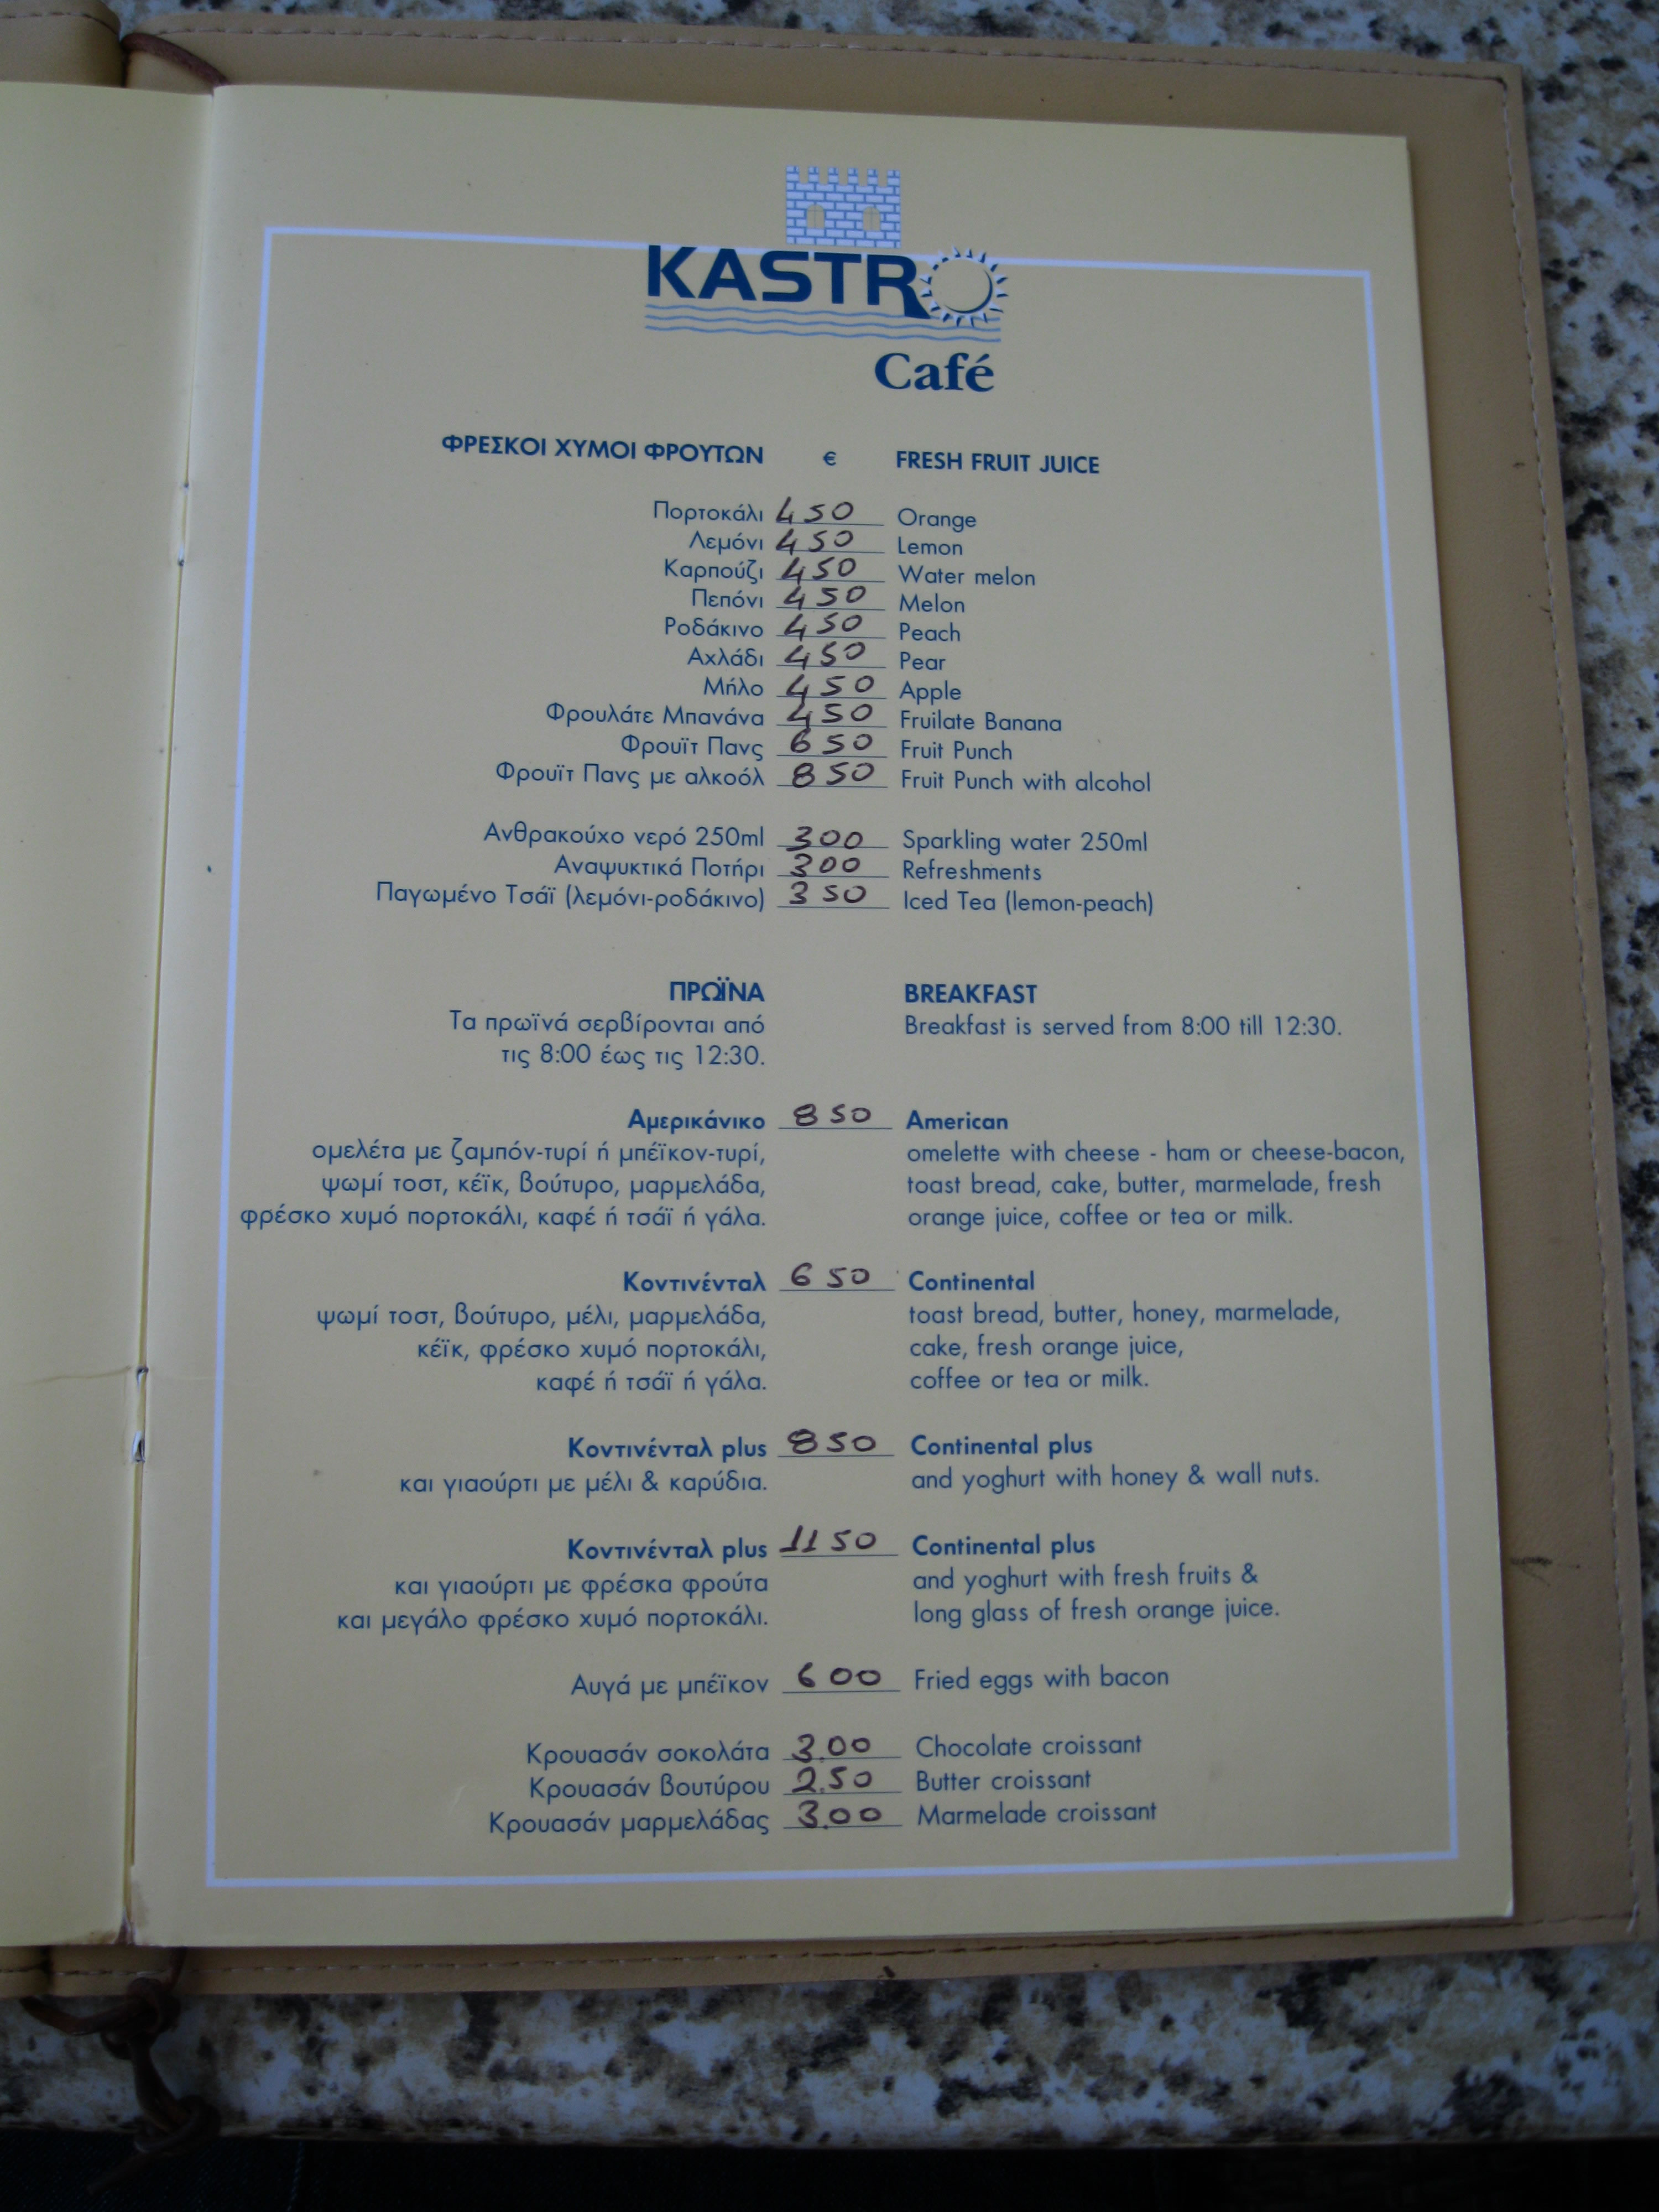 KASTRO
Café
ΦΡΕΣΚΟΙ ΧΥΜΟΙ ΦΡΟΥΤΩΝ € FRESH FRUIT JUICE
Πορτοκάλι 450 Orange
Λεμόνι 450 Lemon
Καρπούζι 450 Water melon
Πεπόνι 450 Melon
Ροδάκινο 450 Peach
Αχλάδι 450 Pear
Μήλο 450 Apple
Φρουλάτε Μπανάνα 450 Fruilate Banana
Φρουϊτ Πανς 650 Fruit Punch
Φρουϊτ Πανς με αλκοόλ 850 Fruit Punch with alcohol
Ανθρακούχο νερό 250ml 300 Sparkling water 250ml
Αναψυκτικά Ποτήρι 300 Refreshments
Παγωμένο Τσάϊ (λεμόνι-ροδάκινο) 350 Iced Tea (lemon-peach)
ΠΡΩΪΝΑ BREAKFAST
Τα πρωϊνά σερβίρονται από Breakfast is served from 8:00 till 12:30.
τις 8:00 έως τις 12:30.
Αμερικάνικο 850 American
ομελέτα με ζαμπόν-τυρί ή μπέϊκον-τυρί, omelette with cheese - ham or cheese-bacon,
ψωμί τοστ, κέϊκ, βούτυρο, μαρμελάδα, toast bread, cake, butter, marmelade, fresh
φρέσκο χυμό πορτοκάλι, καφέ ή τσάϊ ή γάλα. orange juice, coffee or tea or milk.
Κοντινένταλ 650 Continental
ψωμί τοστ, βούτυρο, μέλι, μαρμελάδα, toast bread, butter, honey, marmelade,
κέϊκ, φρέσκο χυμό πορτοκάλι, cake, fresh orange juice,
καφέ ή τσάϊ ή γάλα. coffee or tea or milk.
Κοντινένταλ plus 850 Continental plus
και γιαούρτι με μέλι & καρύδια. and yoghurt with honey & wall nuts.
Κοντινένταλ plus 1150 Continental plus
και γιαούρτι με φρέσκα φρούτα and yoghurt with fresh fruits &
και μεγάλο φρέσκο χυμό πορτοκάλι. long glass of fresh orange juice.
Αυγά με μπέϊκον 600 Fried eggs with bacon
Κρουασάν σοκολάτα 3.00 Chocolate croissant
Κρουασάν βουτύρου 2.50 Butter croissant
Κρουασάν μαρμελάδας 3.00 Marmelade croissant